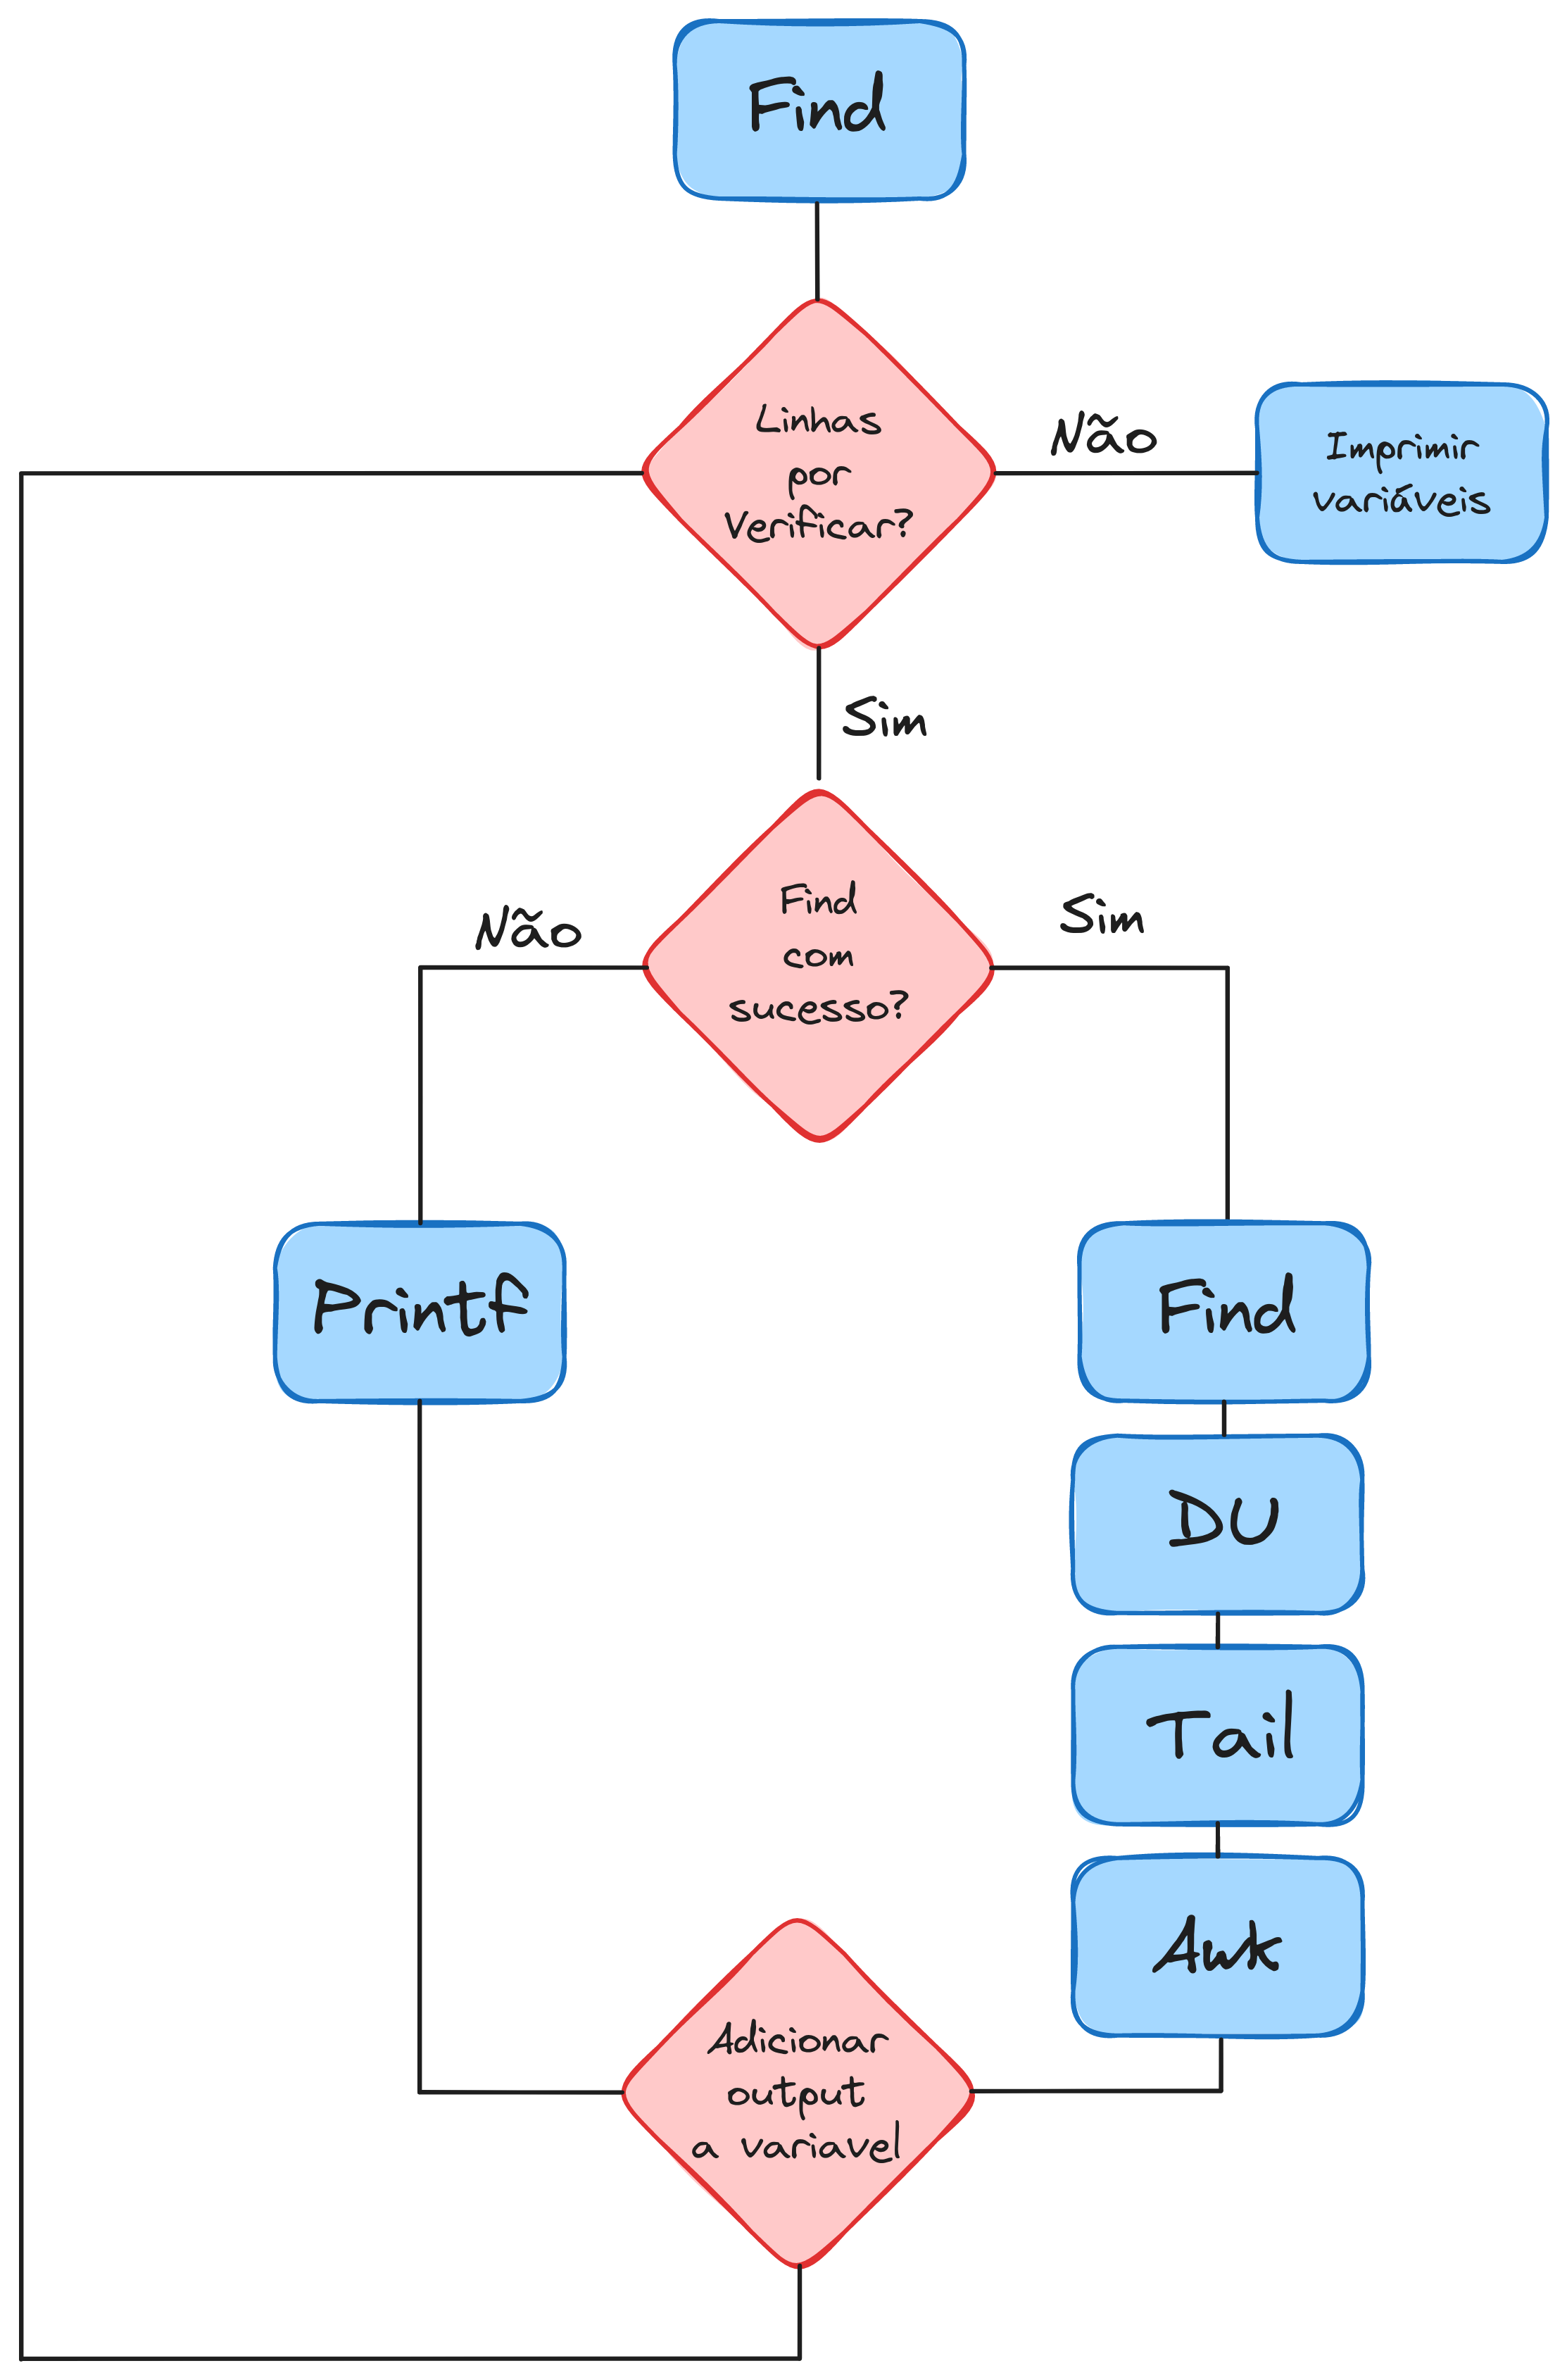 Find
Linhas
por
verificar?
Não
Imprimir
variáveis
Sim
Find
com
sucesso?
Não
Sim
Printf
Find
DU
Tail
Awk
Adicionar
output
a variavel